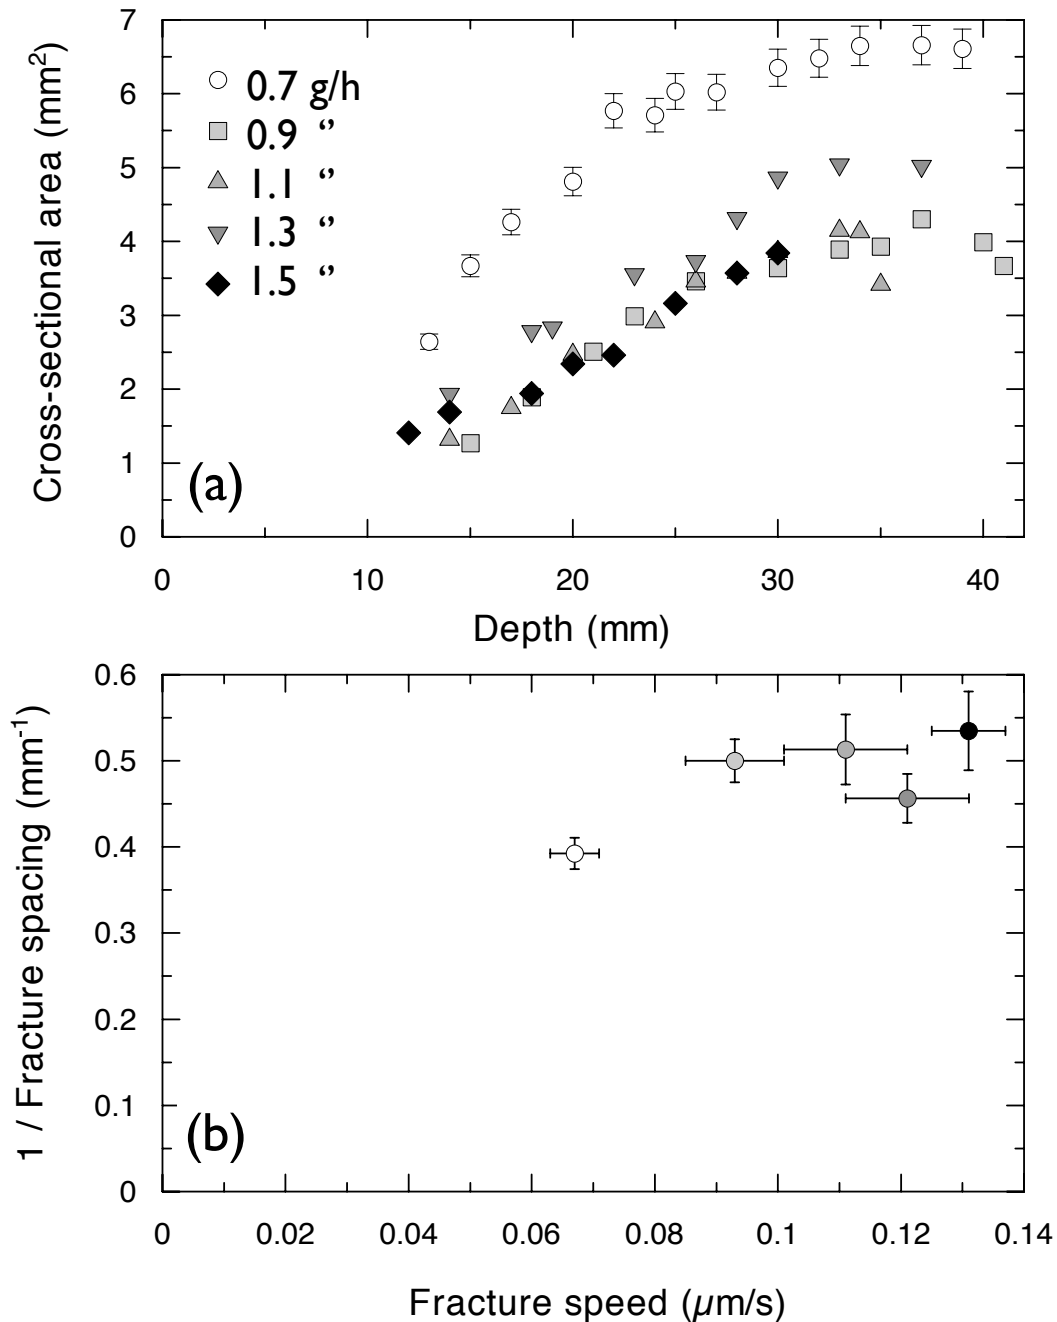 7
6
5
4
3
2
1
0
Cross-sectional area (mm²)
0.7 g/h
0.9 “
1.1 “
1.3 “
1.5 “
(a)
0 10 20 30 40
Depth (mm)
0.6
0.5
0.4
0.3
0.2
0.1
0
1 / Fracture spacing (mm⁻¹)
(b)
0 0.02 0.04 0.06 0.08 0.1 0.12 0.14
Fracture speed (µm/s)